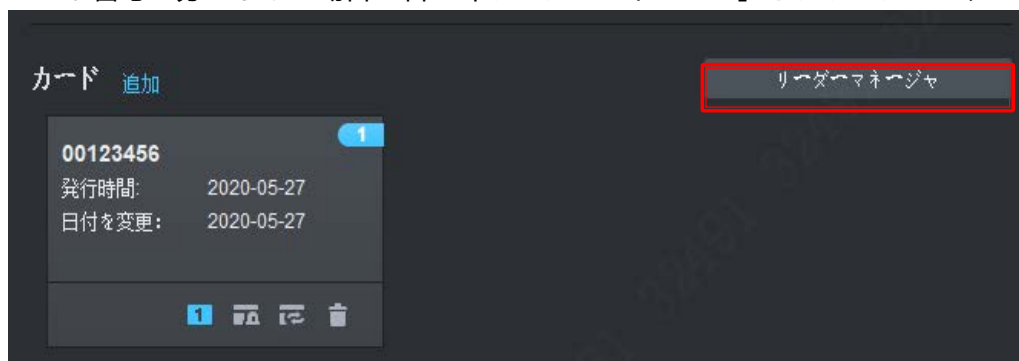 カード 追加
リーダーマネージャ
1
00123456
発行時間: 2020-05-27
日付を変更: 2020-05-27
1